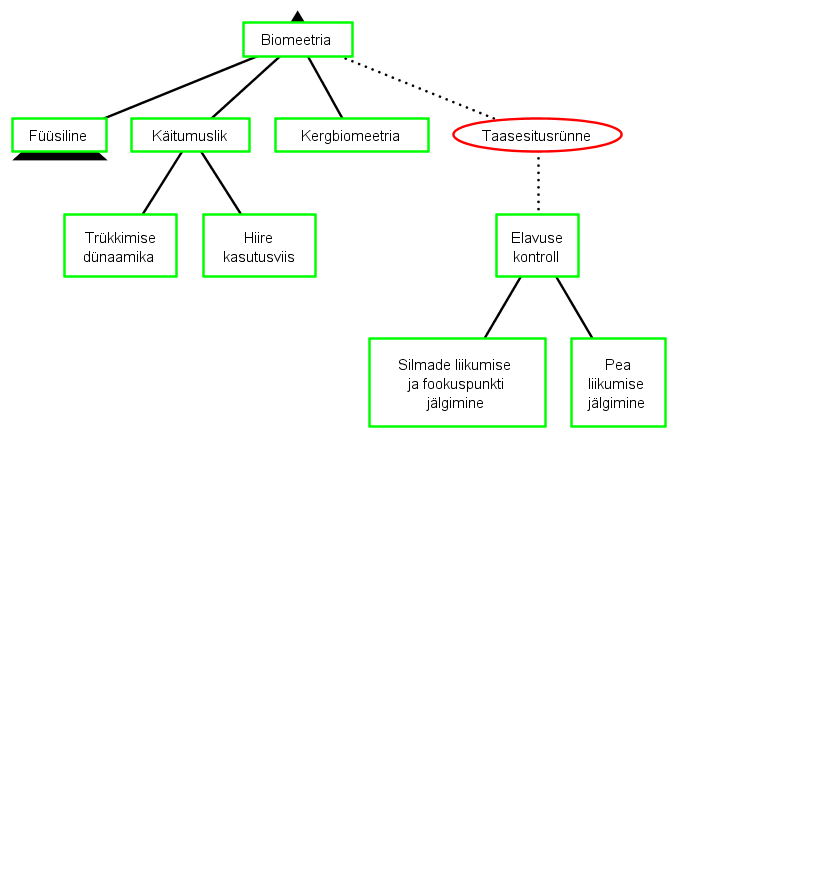 Biomeetria
Füüsiline
Käitumuslik
Kergbiomeetria
Taasesitusrünne
Trükkimise
dünaamika
Hiire
kasutusviis
Elavuse
kontroll
Silmade liikumise
ja fookuspunkti
jälgimine
Pea
liikumise
jälgimine